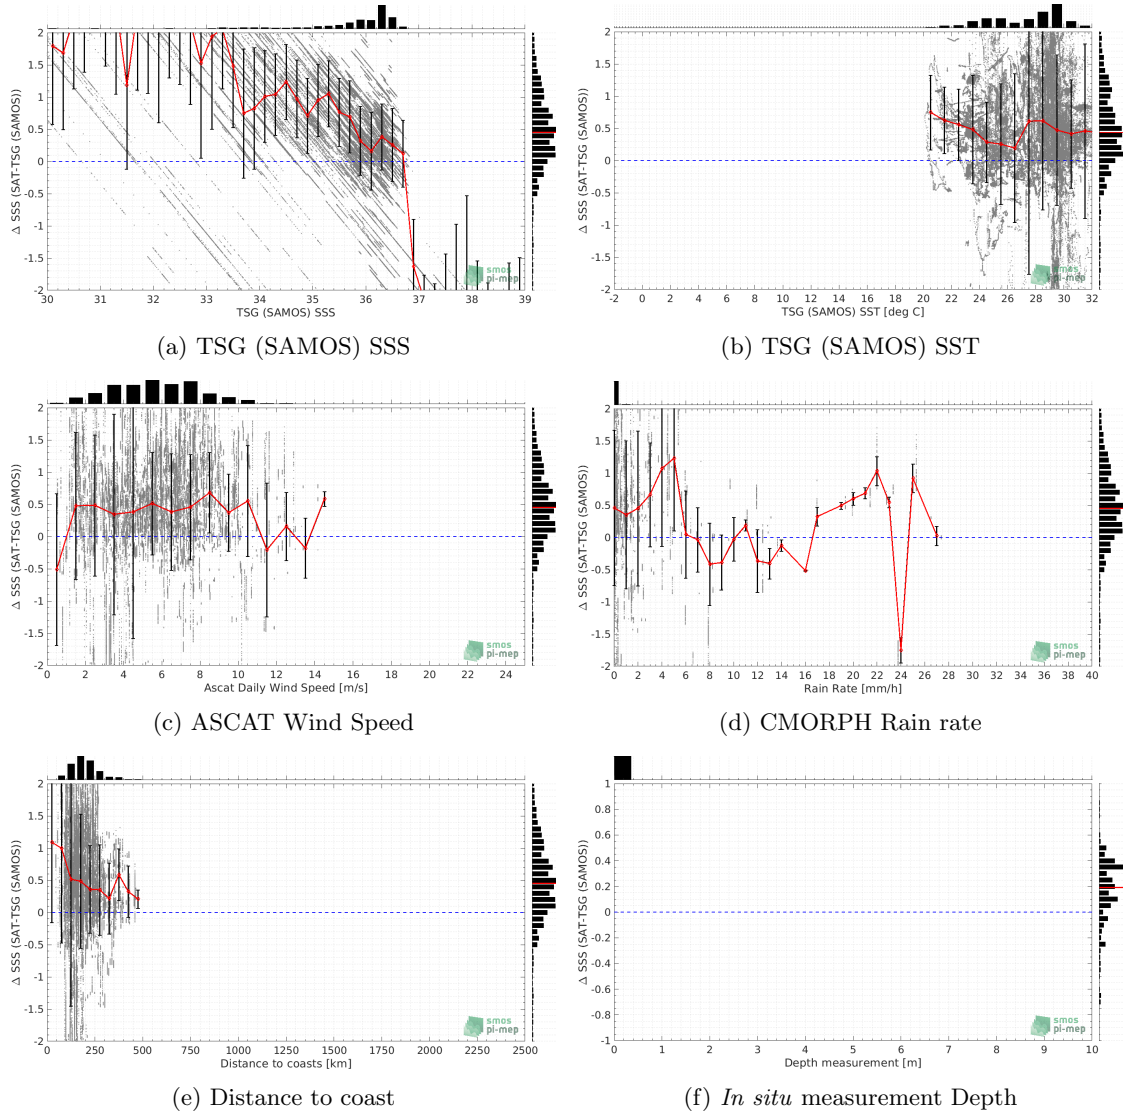 2
1.5
1
0.5
0
-0.5
-1
-1.5
-2
Δ SSS (SAT-TSG (SAMOS))
30 31 32 33 34 35 36 37 38 39
TSG (SAMOS) SSS
smos
pi-mep
(a) TSG (SAMOS) SSS
2
1.5
1
0.5
0
-0.5
-1
-1.5
-2
Δ SSS (SAT-TSG (SAMOS))
-2 0 2 4 6 8 10 12 14 16 18 20 22 24 26 28 30 32
TSG (SAMOS) SST [deg C]
smos
pi-mep
(b) TSG (SAMOS) SST
2
1.5
1
0.5
0
-0.5
-1
-1.5
-2
Δ SSS (SAT-TSG (SAMOS))
0 2 4 6 8 10 12 14 16 18 20 22 24
Ascat Daily Wind Speed [m/s]
smos
pi-mep
(c) ASCAT Wind Speed
2
1.5
1
0.5
0
-0.5
-1
-1.5
-2
Δ SSS (SAT-TSG (SAMOS))
0 2 4 6 8 10 12 14 16 18 20 22 24 26 28 30 32 34 36 38 40
Rain Rate [mm/h]
smos
pi-mep
(d) CMORPH Rain rate
2
1.5
1
0.5
0
-0.5
-1
-1.5
-2
Δ SSS (SAT-TSG (SAMOS))
0 250 500 750 1000 1250 1500 1750 2000 2250 2500
Distance to coasts [km]
smos
pi-mep
(e) Distance to coast
1
0.8
0.6
0.4
0.2
0
-0.2
-0.4
-0.6
-0.8
-1
Δ SSS (SAT-TSG (SAMOS))
0 1 2 3 4 5 6 7 8 9 10
Depth measurement [m]
smos
pi-mep
(f) In situ measurement Depth